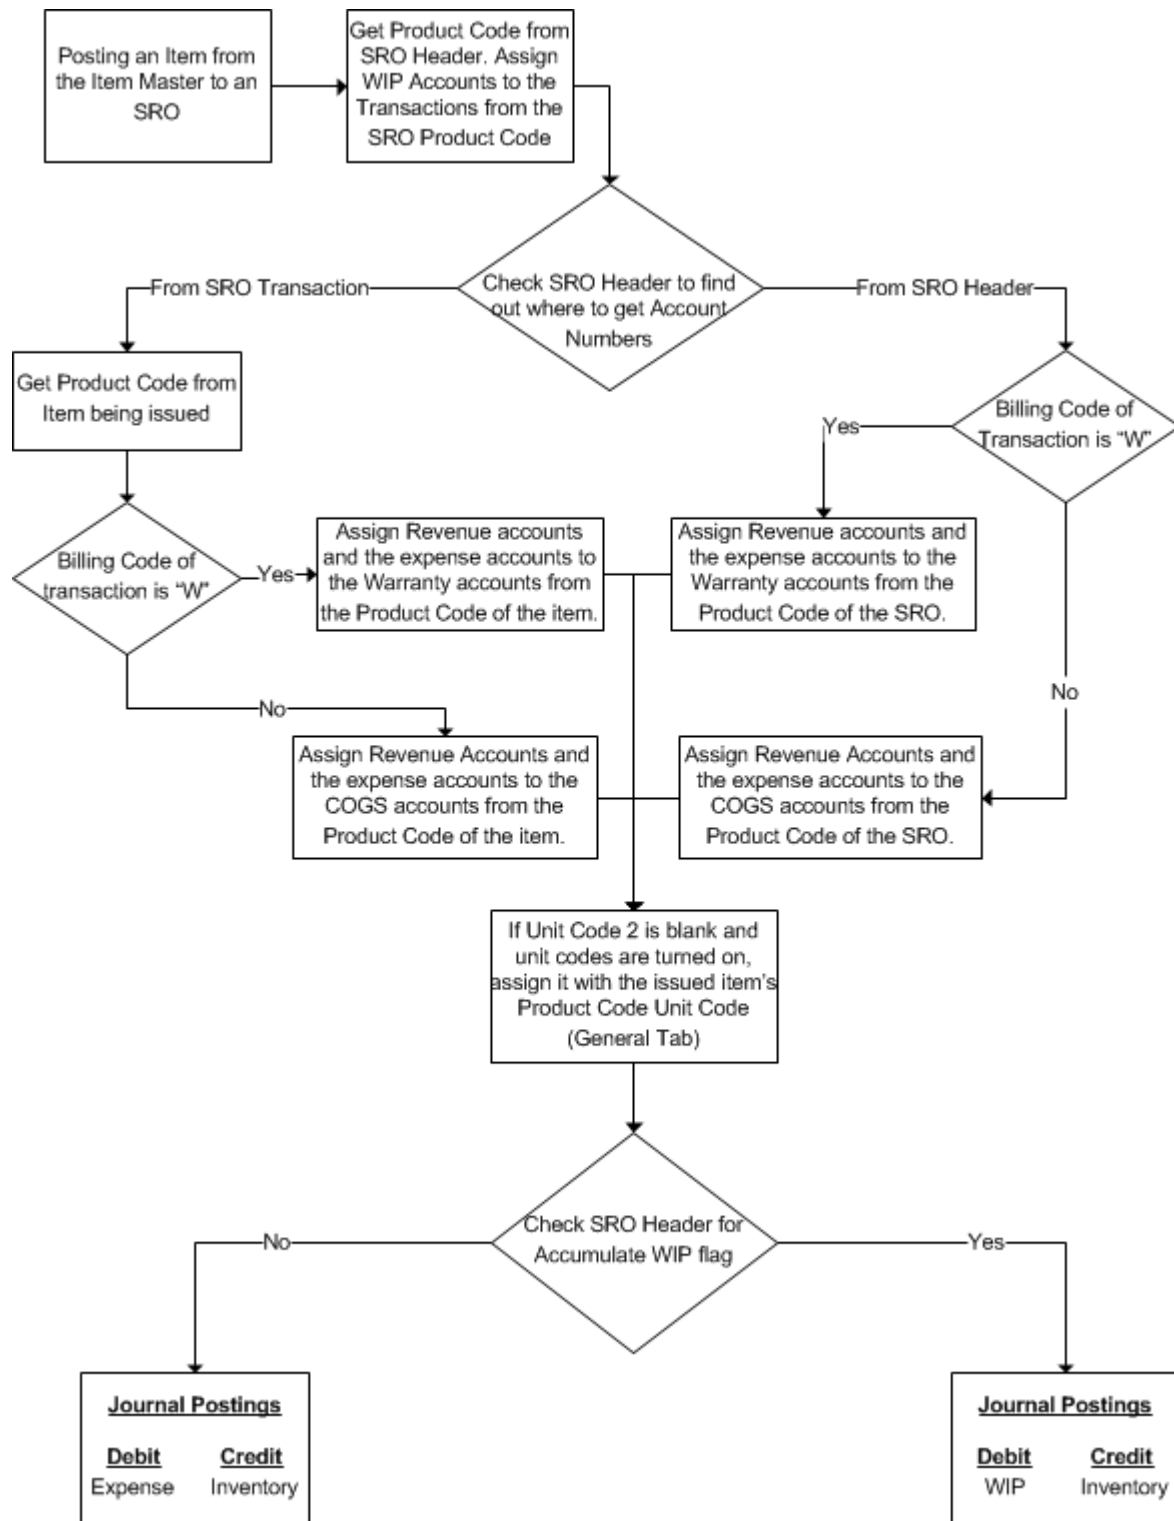 Posting an Item from
the Item Master to an
SRO
Get Product Code from
SRO Header. Assign
WIP Accounts to the
Transactions from the
SRO Product Code
Check SRO Header to find
out where to get Account
Numbers
From SRO Transaction
From SRO Header
Get Product Code from
Item being issued
Billing Code of
Transaction is “W”
Yes
Billing Code of
transaction is “W”
Yes
Assign Revenue accounts
and the expense accounts to
the Warranty accounts from
the Product Code of the item.
Assign Revenue accounts and
the expense accounts to the
Warranty accounts from the
Product Code of the SRO.
No
No
Assign Revenue Accounts and
the expense accounts to the
COGS accounts from the
Product Code of the item.
Assign Revenue Accounts and
the expense accounts to the
COGS accounts from the
Product Code of the SRO.
If Unit Code 2 is blank and
unit codes are turned on,
assign it with the issued item's
Product Code Unit Code
(General Tab)
Check SRO Header for
Accumulate WIP flag
No
Yes
Journal Postings
Debit Credit
Expense Inventory
Journal Postings
Debit Credit
WIP Inventory